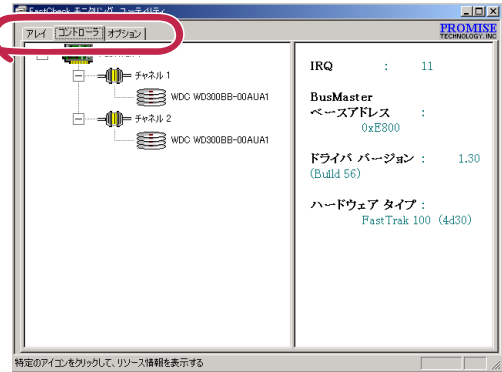 FastCheck モニタリング ユーティリティ
アレイ コントローラ オプション
PROMISE
TECHNOLOGY, INC
チャネル 1
WDC WD300BB-00AUA1
チャネル 2
WDC WD300BB-00AUA1
IRQ : 11
BusMaster
ベースアドレス :
0xE800
ドライバ バージョン : 1.30
(Build 56)
ハードウェア タイプ :
FastTrak 100 (4d30)
特定のアイコンをクリックして、リソース情報を表示する